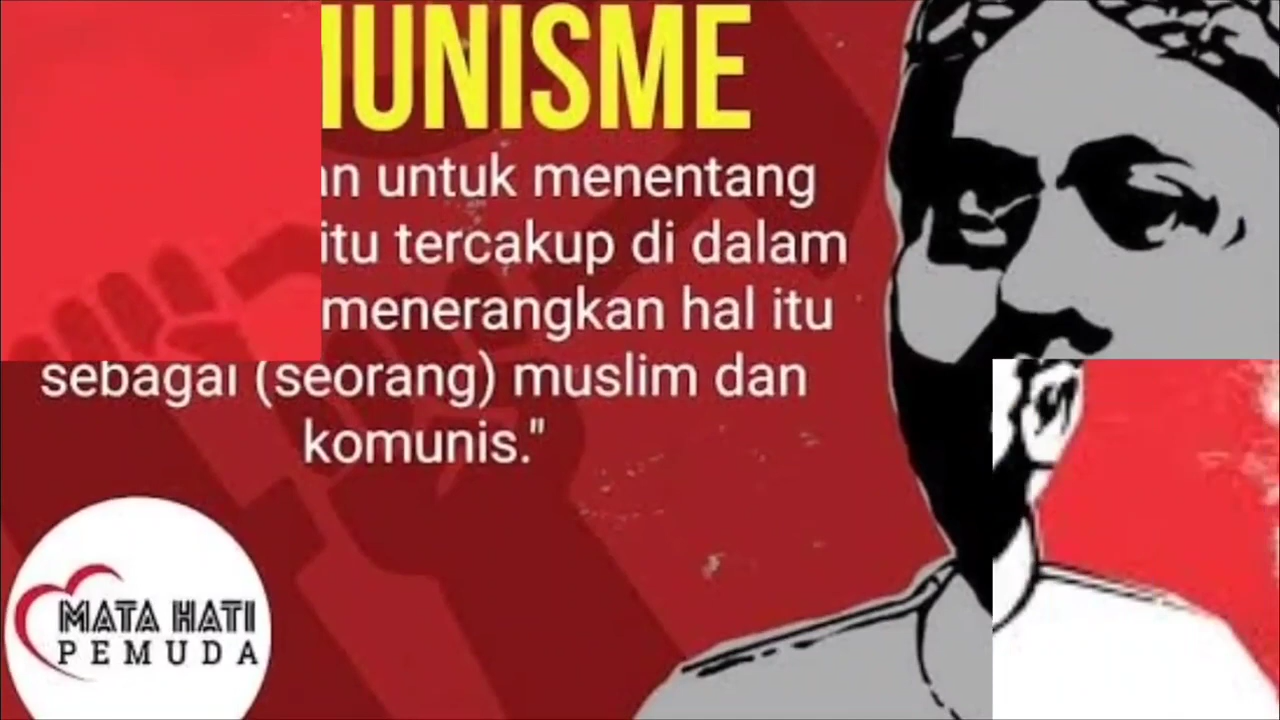 MUNISME
an untuk menentang
itu tercakup di dalam
menerangkan hal itu
sebagai (seorang) muslim dan
komunis."
MATA HATI
PEMUDA